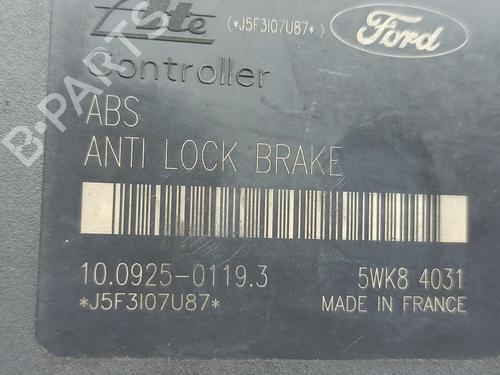 Ate (*J5F3I07U87*) Ford
Controller
ABS
ANTI LOCK BRAKE
10.0925-0119.3 5WK8 4031
*J5F3I07U87* MADE IN FRANCE
B-PARTS